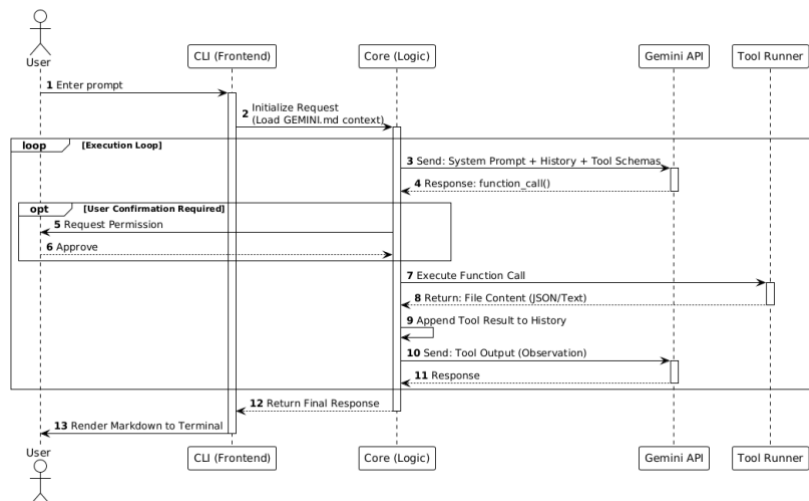 User
CLI (Frontend)
Core (Logic)
Gemini API
Tool Runner
1 Enter prompt
2 Initialize Request
(Load GEMINI.md context)
loop [Execution Loop]
3 Send: System Prompt + History + Tool Schemas
4 Response: function_call()
opt [User Confirmation Required]
5 Request Permission
6 Approve
7 Execute Function Call
8 Return: File Content (JSON/Text)
9 Append Tool Result to History
10 Send: Tool Output (Observation)
11 Response
12 Return Final Response
13 Render Markdown to Terminal
User
CLI (Frontend)
Core (Logic)
Gemini API
Tool Runner